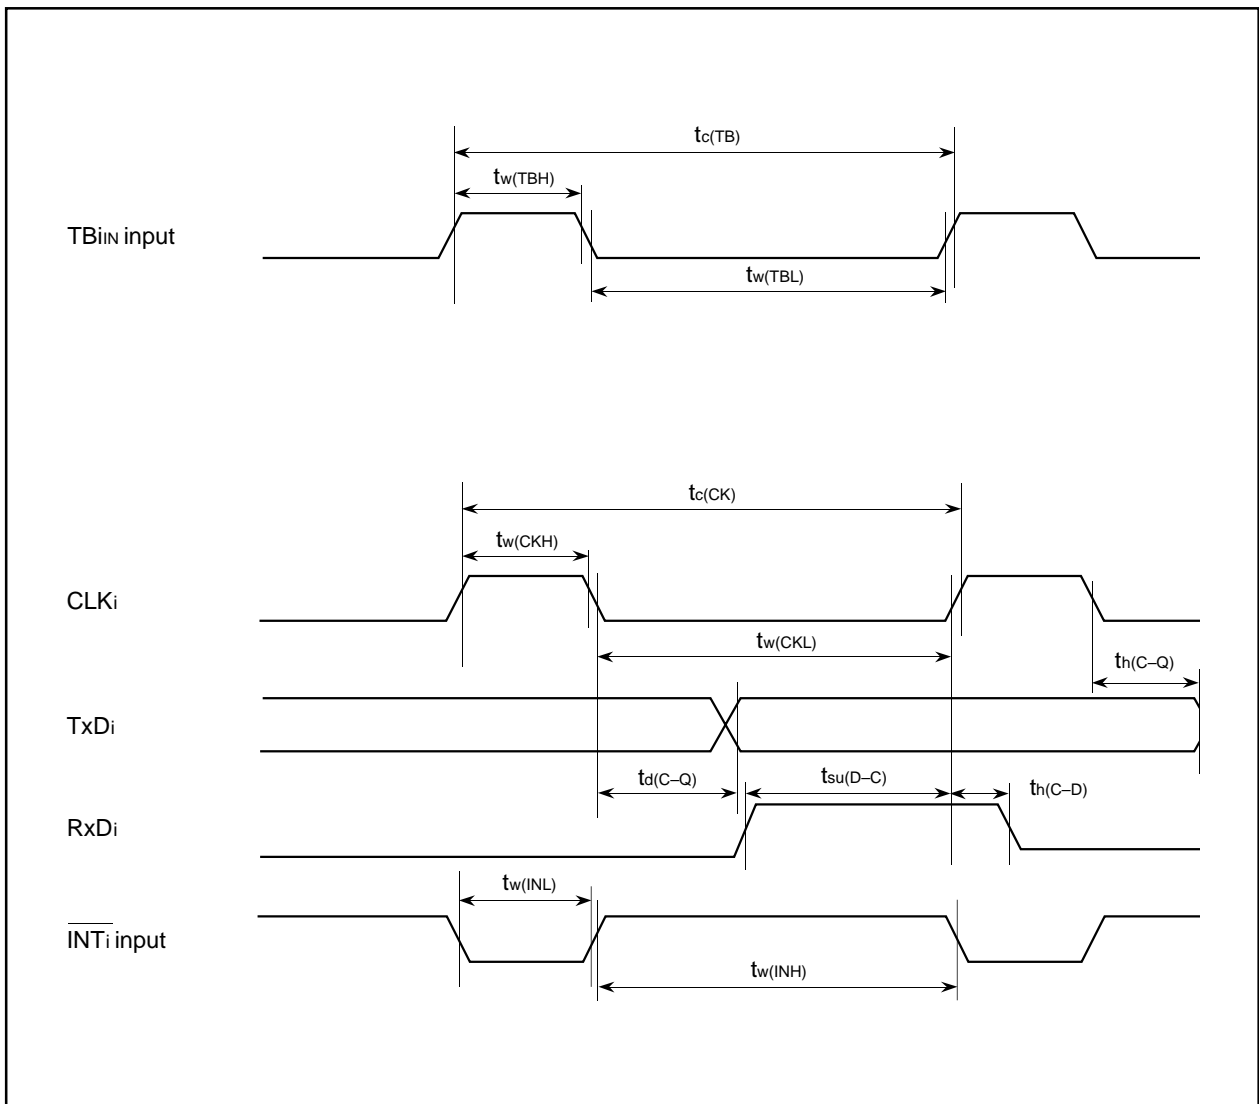 tc(TB)
tw(TBH)
TBiIN input
tw(TBL)
tc(CK)
tw(CKH)
CLKi
tw(CKL)
th(C–Q)
TxDi
td(C–Q)
tsu(D–C)
th(C–D)
RxDi
tw(INL)
INTi input
tw(INH)